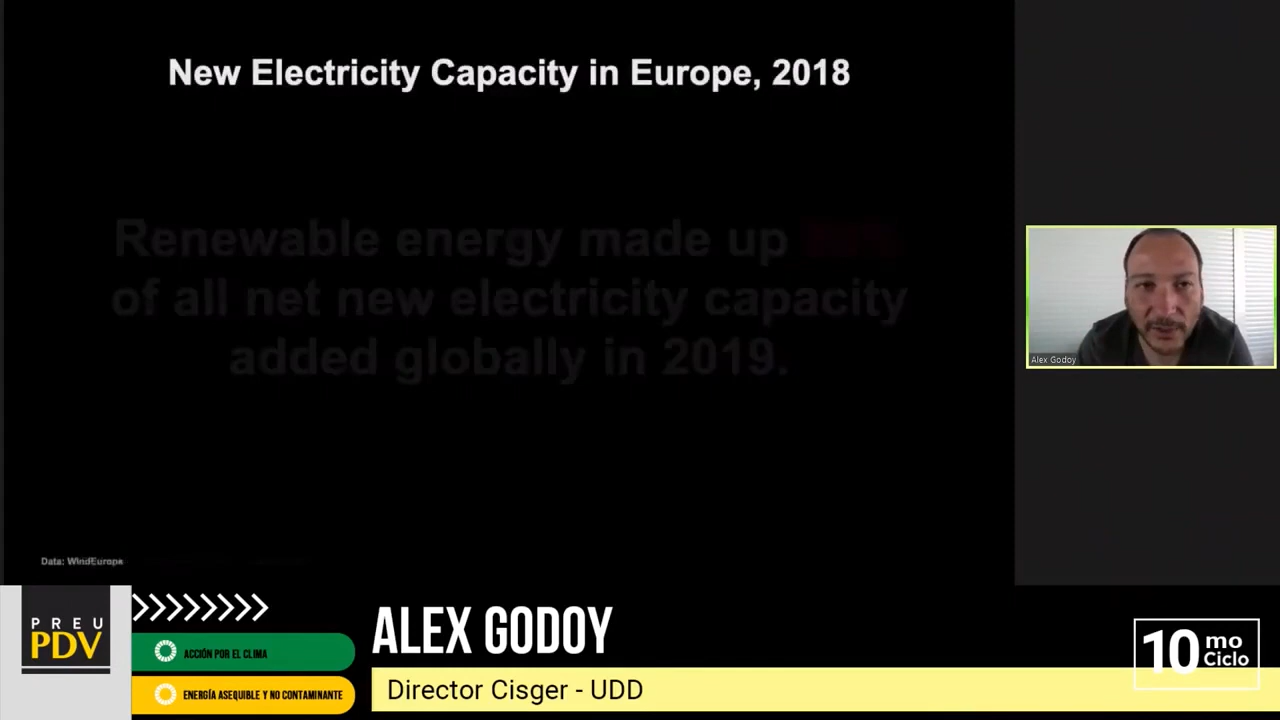 New Electricity Capacity in Europe, 2018
Renewable energy made up
of all net new electricity capacity
added globally in 2019.
Data: WindEurope
Alex Godoy
PREU
PDV
ACCIÓN POR EL CLIMA
ENERGÍA ASEQUIBLE Y NO CONTAMINANTE
ALEX GODOY
Director Cisger - UDD
10 mo
Ciclo